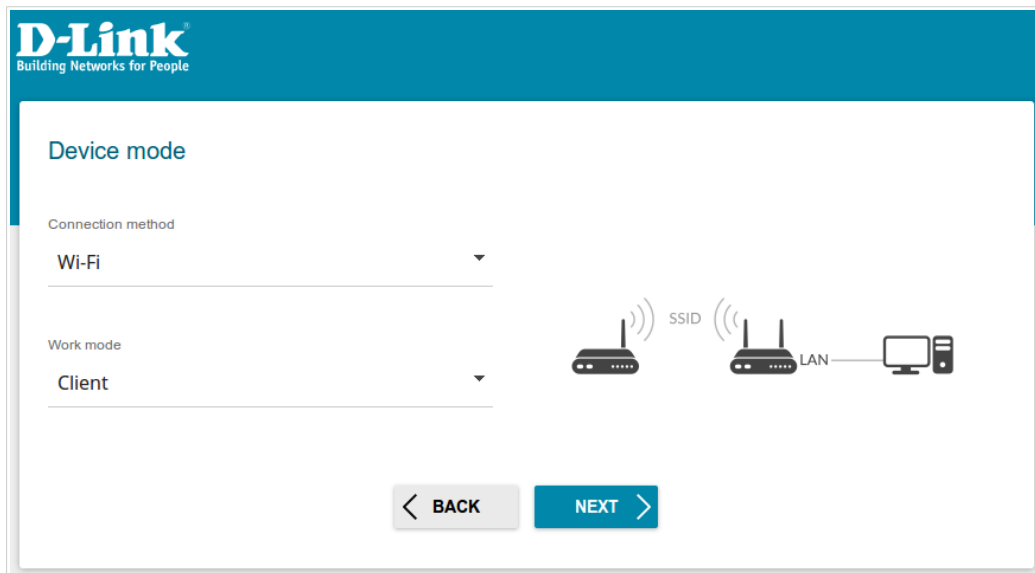 D-Link®
Building Networks for People
Device mode
Connection method
Wi-Fi
Work mode
Client
SSID
LAN
BACK
NEXT